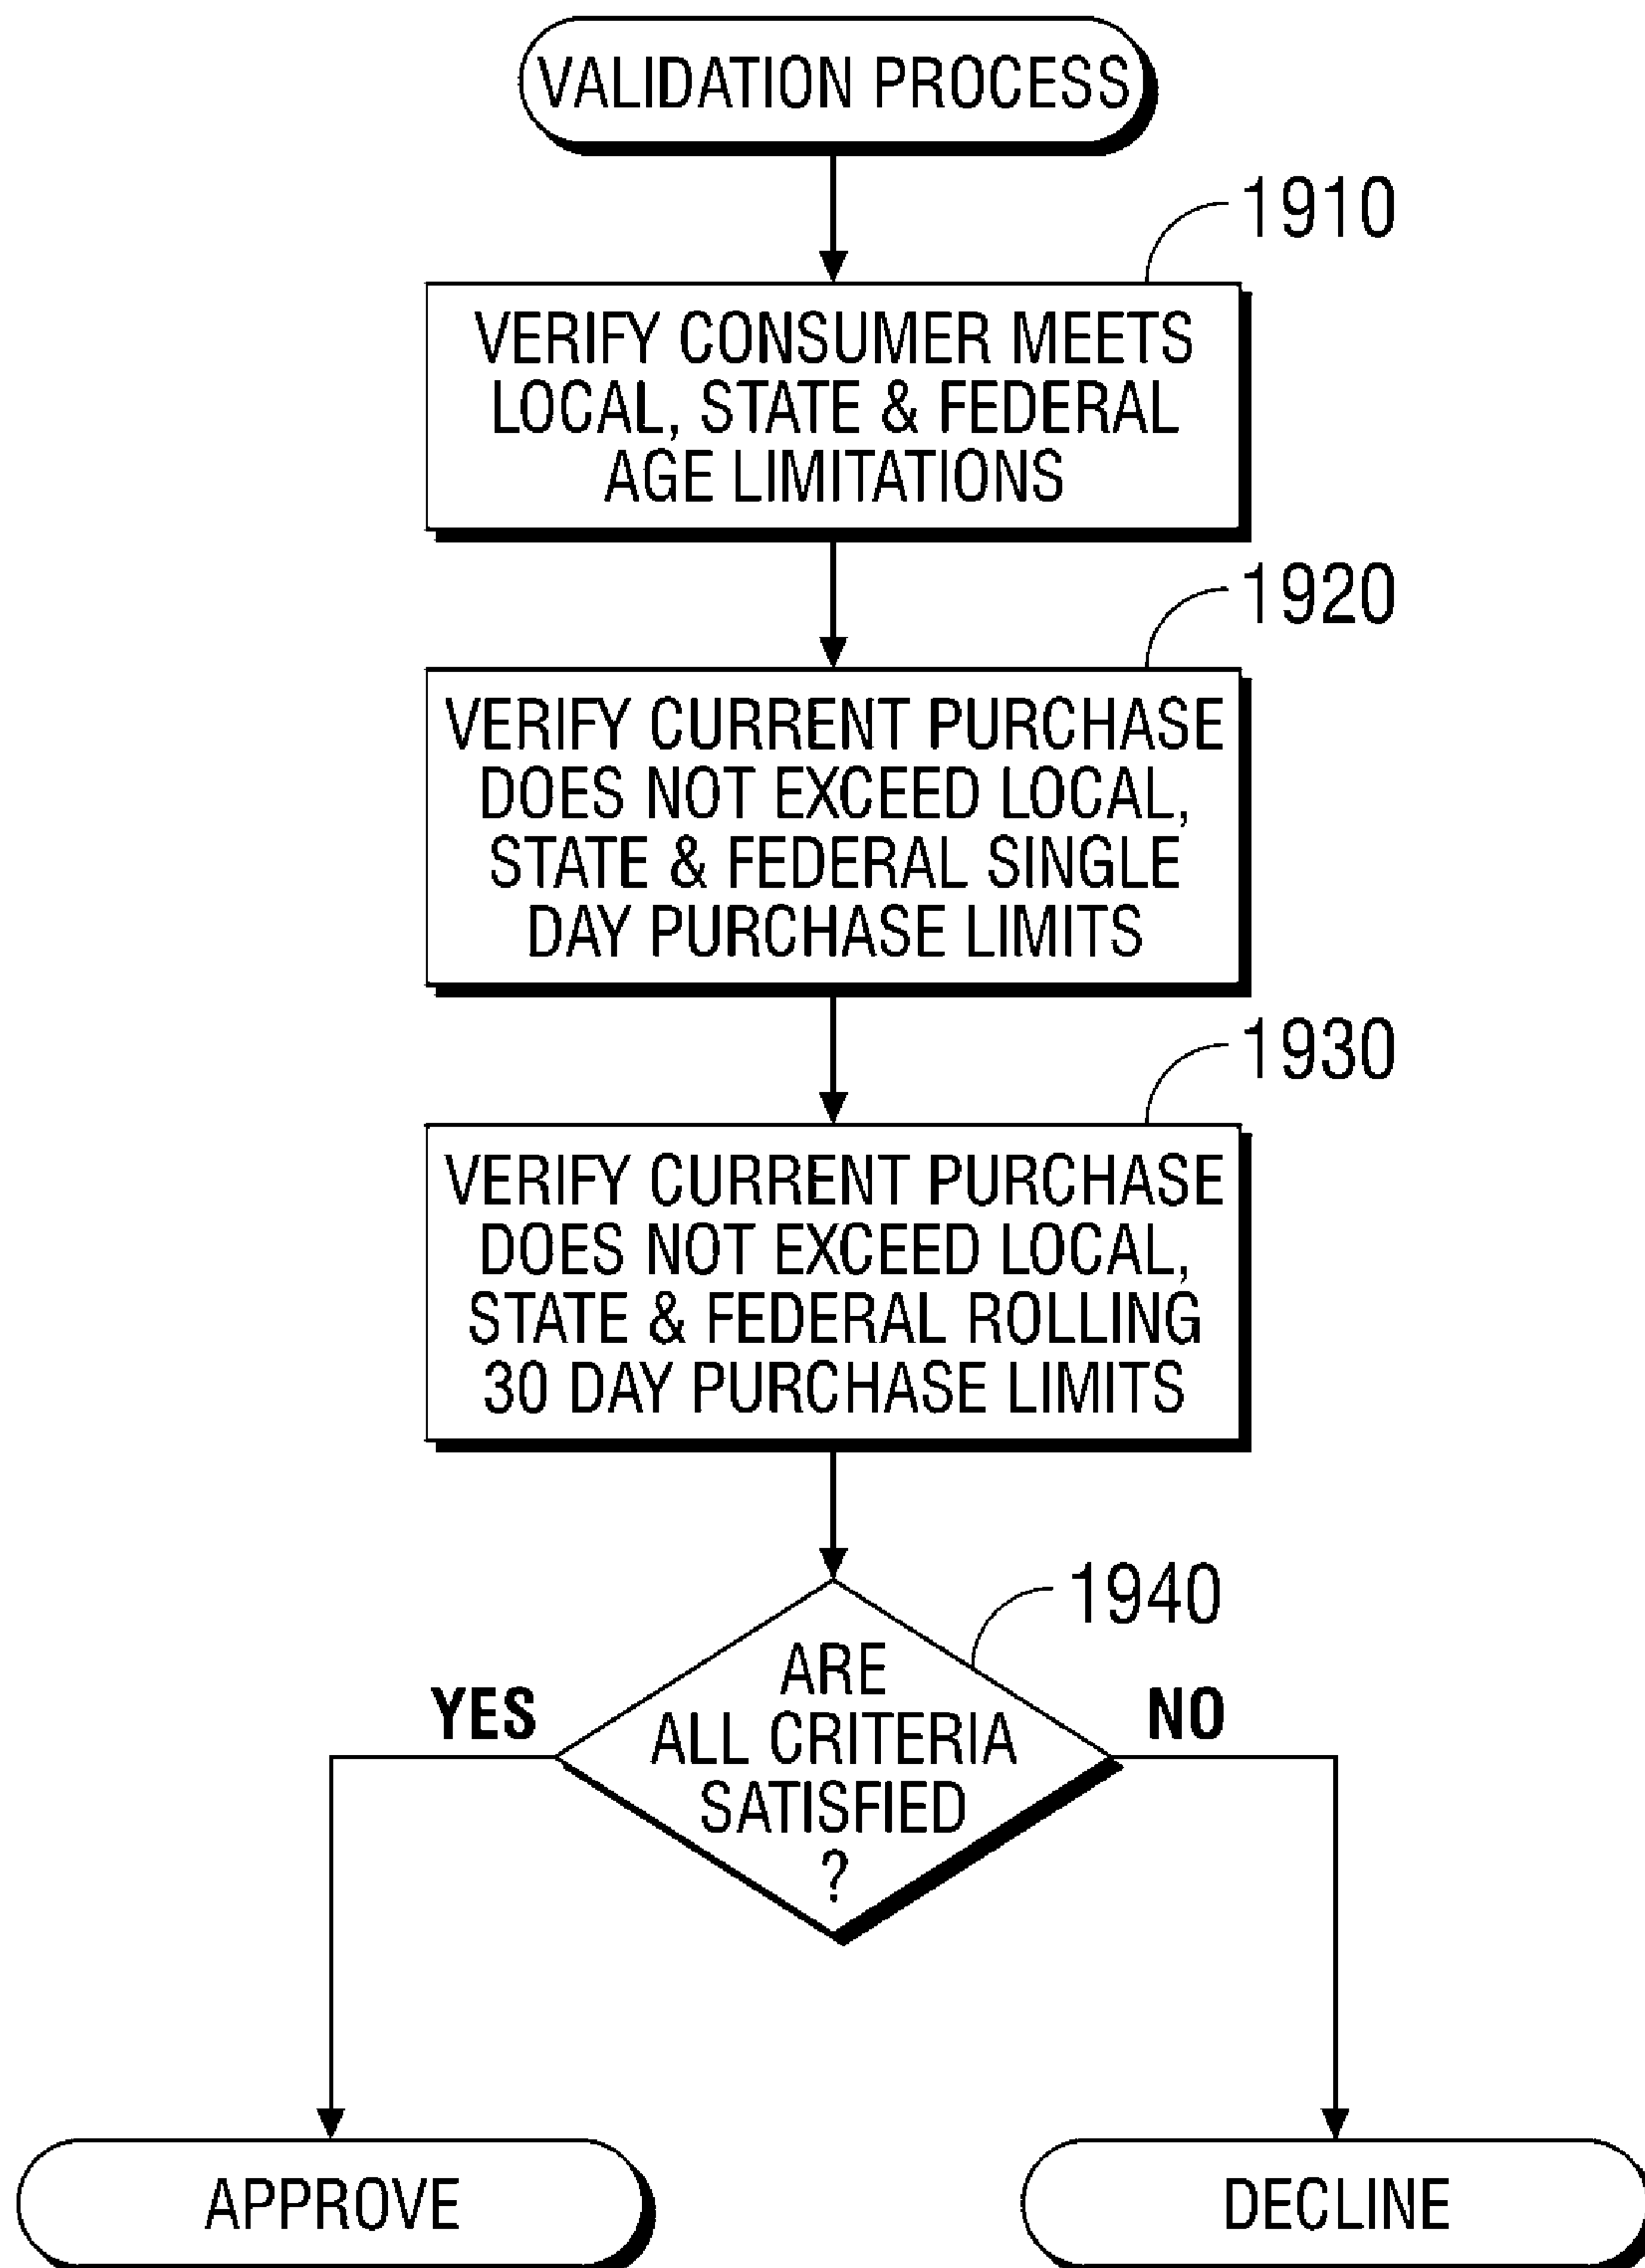 VALIDATION PROCESS
1910
VERIFY CONSUMER MEETS
LOCAL, STATE & FEDERAL
AGE LIMITATIONS
1920
VERIFY CURRENT PURCHASE
DOES NOT EXCEED LOCAL,
STATE & FEDERAL SINGLE
DAY PURCHASE LIMITS
1930
VERIFY CURRENT PURCHASE
DOES NOT EXCEED LOCAL,
STATE & FEDERAL ROLLING
30 DAY PURCHASE LIMITS
1940
ARE
ALL CRITERIA
SATISFIED
?
YES
NO
APPROVE
DECLINE